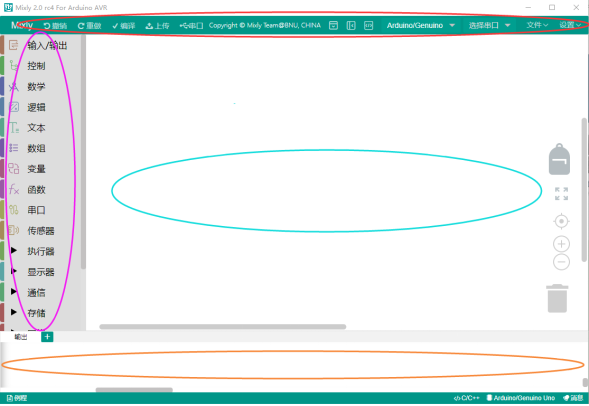 Mixly 2.0 rc4 For Arduino AVR
Mixly 撤销 重做 编译 上传 串口 Copyright © Mixly Team@BNU, CHINA Arduino/Genuino 选择串口 文件 设置
输入/输出
控制
数学
逻辑
文本
数组
变量
函数
串口
传感器
执行器
显示器
通信
存储
输出 +
例程 C/C++ Arduino/Genuino Uno 消息